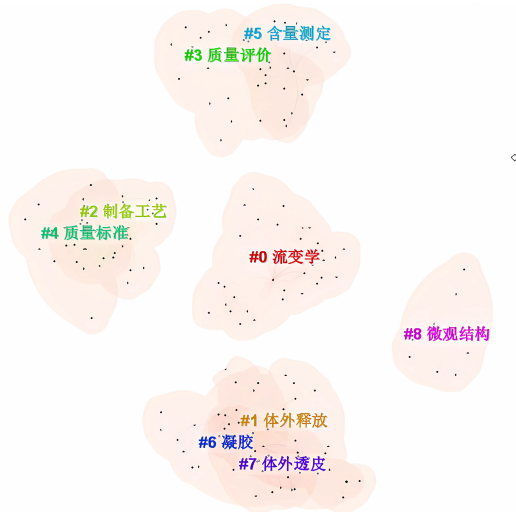 #5 含量测定
#3 质量评价
#2 制备工艺
#4 质量标准
#0 流变学
#8 微观结构
#1 体外释放
#6 凝胶
#7 体外透皮